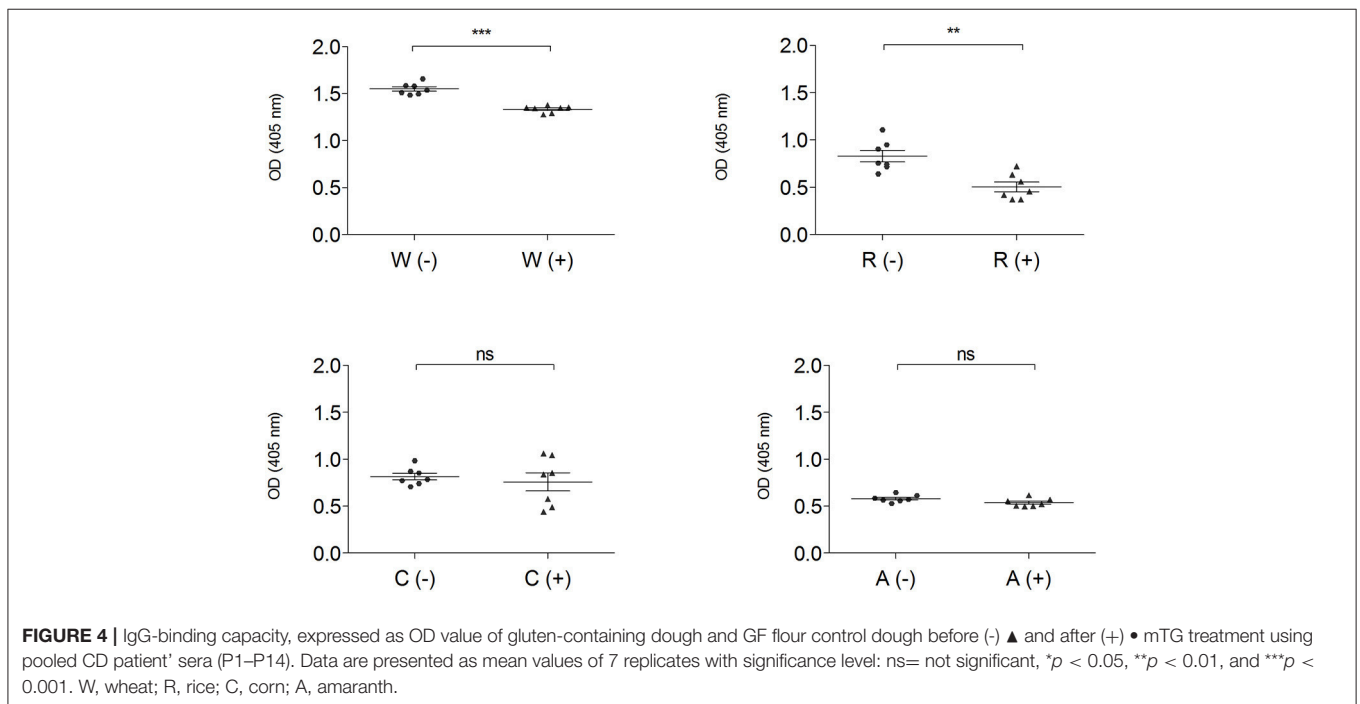 ***
2.0
1.5
1.0
0.5
0.0
OD (405 nm)
W (-) W (+)
**
2.0
1.5
1.0
0.5
0.0
OD (405 nm)
R (-) R (+)
ns
2.0
1.5
1.0
0.5
0.0
OD (405 nm)
C (-) C (+)
ns
2.0
1.5
1.0
0.5
0.0
OD (405 nm)
A (-) A (+)
FIGURE 4 | IgG-binding capacity, expressed as OD value of gluten-containing dough and GF flour control dough before (-) ▲ and after (+) • mTG treatment using
pooled CD patient' sera (P1–P14). Data are presented as mean values of 7 replicates with significance level: ns= not significant, *p < 0.05, **p < 0.01, and ***p <
0.001. W, wheat; R, rice; C, corn; A, amaranth.